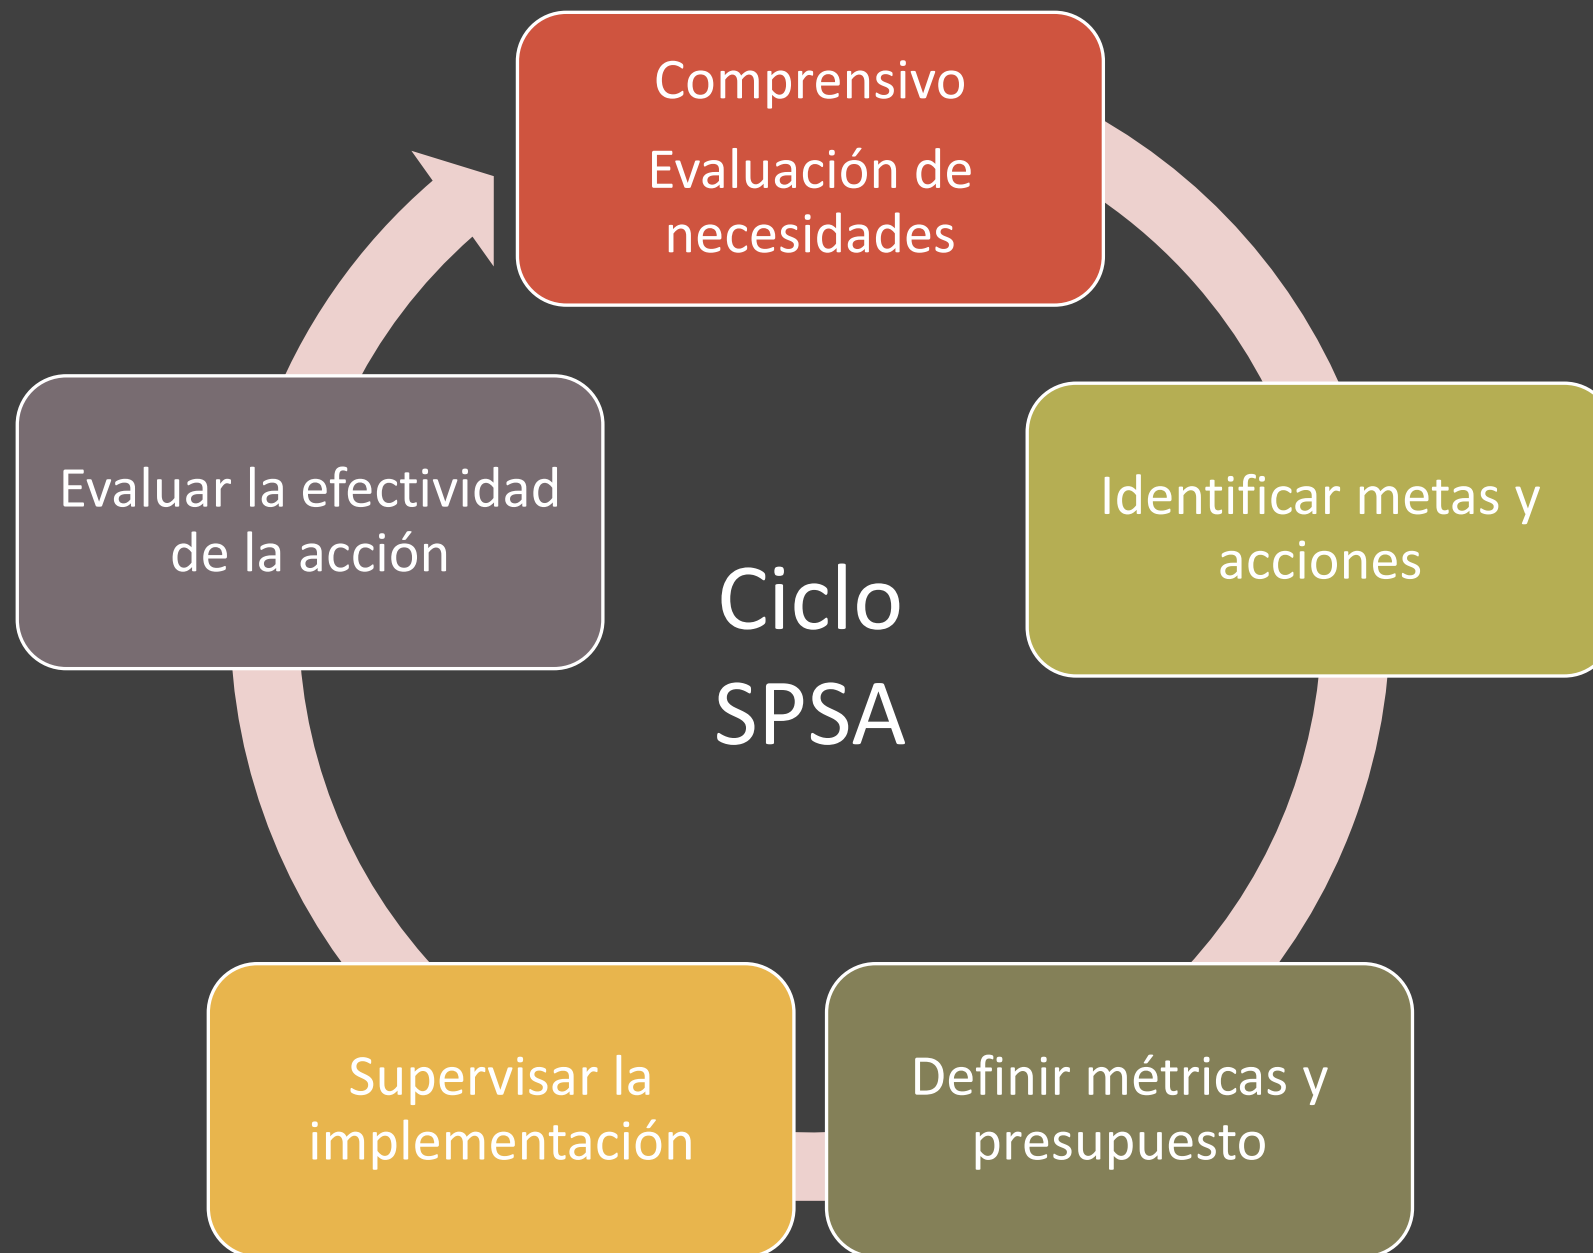 Comprensivo
Evaluación de
necesidades
Identificar metas y
acciones
Definir métricas y
presupuesto
Supervisar la
implementación
Evaluar la efectividad
de la acción
Ciclo
SPSA